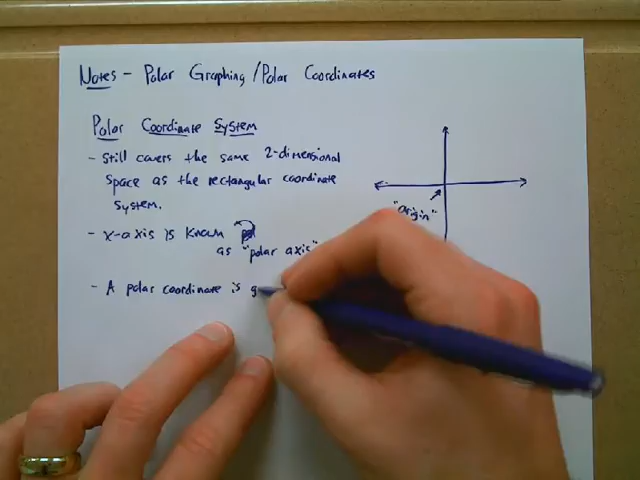 Notes - Polar Graphing /Polar Coordinates
Polar Coordinate System
- Still covers the same 2-dimensional
space as the rectangular coordinate
system.
- x-axis is known
as "polar axis"
- A polar coordinate is g
"origin"